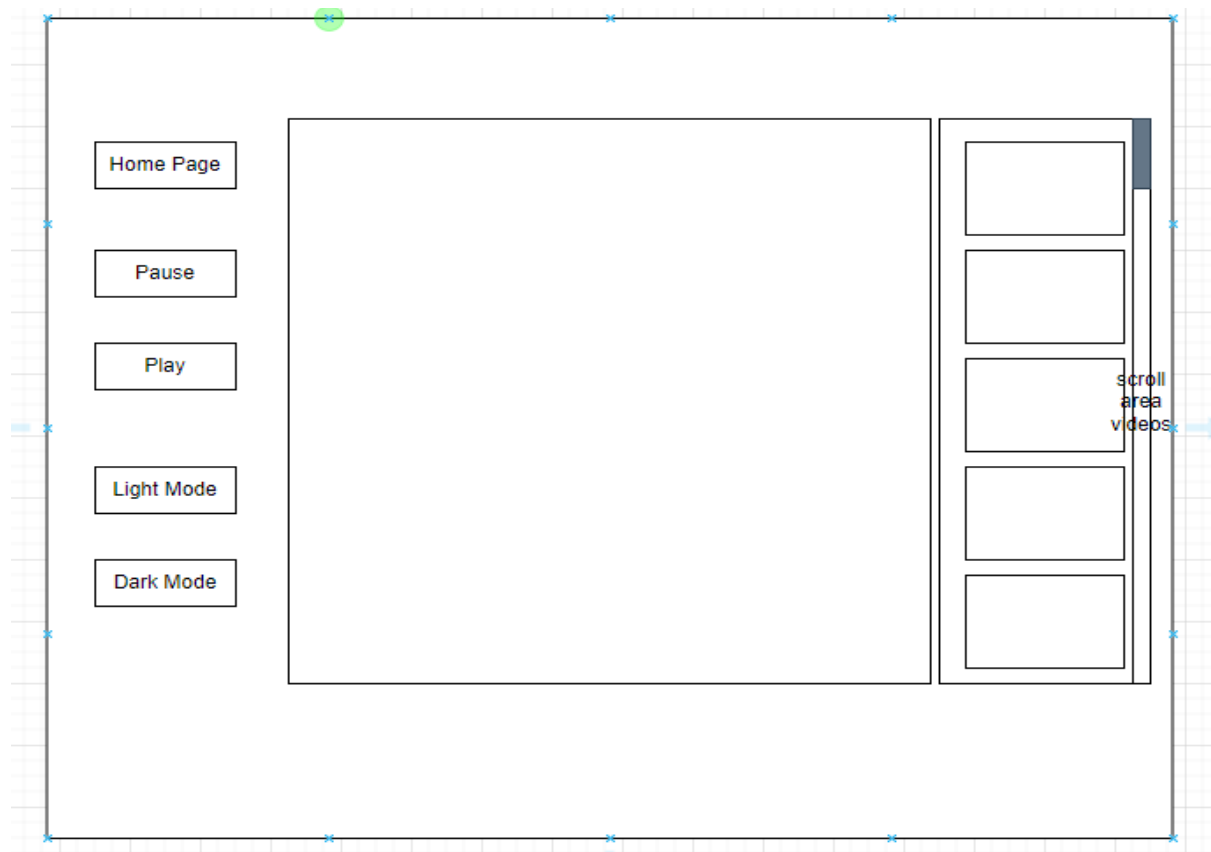 Home Page
Pause
Play
scroll
area
videos
Light Mode
Dark Mode